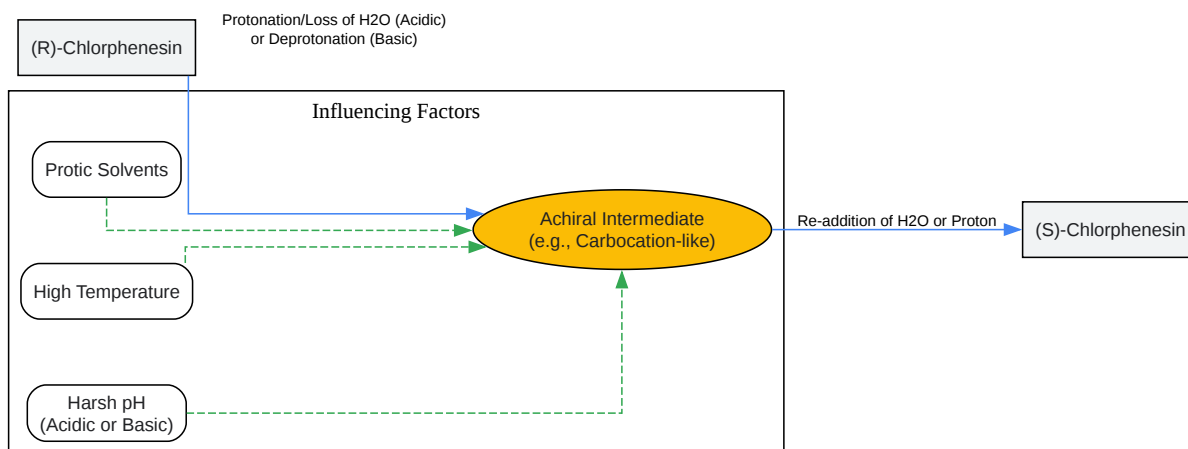 Protonation/Loss of H2O (Acidic)
or Deprotonation (Basic)
(R)-Chlorphenesin
Influencing Factors
Protic Solvents
Achiral Intermediate
(e.g., Carbocation-like)
Re-addition of H2O or Proton
(S)-Chlorphenesin
High Temperature
Harsh pH
(Acidic or Basic)